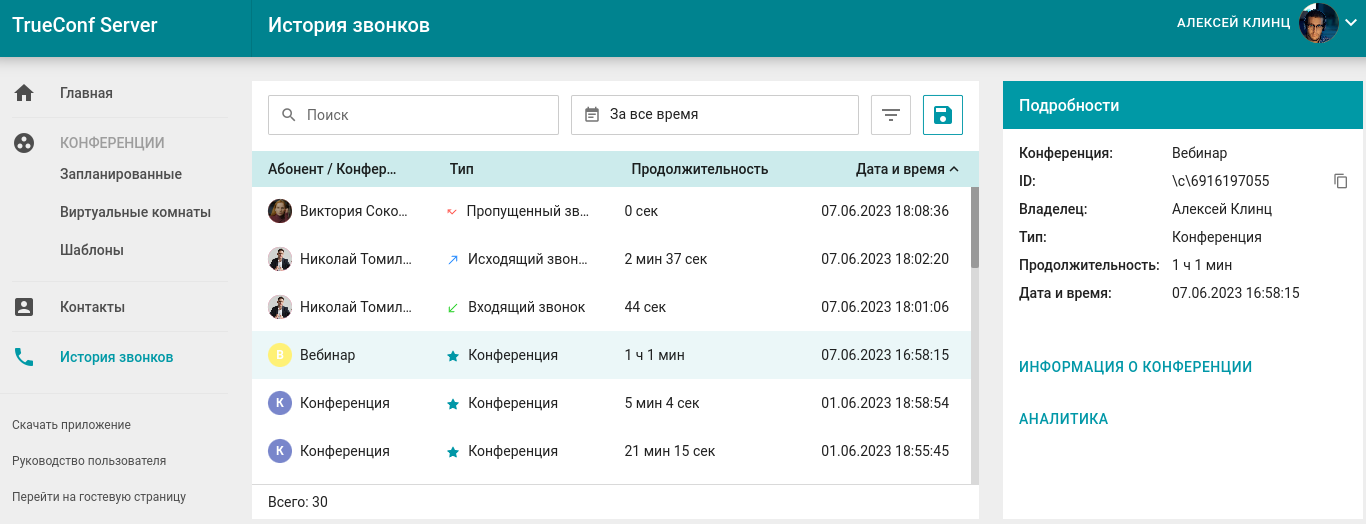 TrueConf Server
История звонков
АЛЕКСЕЙ КЛИНЦ
Главная
КОНФЕРЕНЦИИ
Запланированные
Виртуальные комнаты
Шаблоны
Контакты
История звонков
Скачать приложение
Руководство пользователя
Перейти на гостевую страницу
Поиск
За все время
Абонент / Конфер... Тип Продолжительность Дата и время
Виктория Соко... Пропущенный зв... 0 сек 07.06.2023 18:08:36
Николай Томил... Исходящий звон... 2 мин 37 сек 07.06.2023 18:02:20
Николай Томил... Входящий звонок 44 сек 07.06.2023 18:01:06
В Вебинар Конференция 1 ч 1 мин 07.06.2023 16:58:15
К Конференция Конференция 5 мин 4 сек 01.06.2023 18:58:54
К Конференция Конференция 21 мин 15 сек 01.06.2023 18:55:45
Всего: 30
Подробности
Конференция: Вебинар
ID: \c\6916197055
Владелец: Алексей Клинц
Тип: Конференция
Продолжительность: 1 ч 1 мин
Дата и время: 07.06.2023 16:58:15
ИНФОРМАЦИЯ О КОНФЕРЕНЦИИ
АНАЛИТИКА